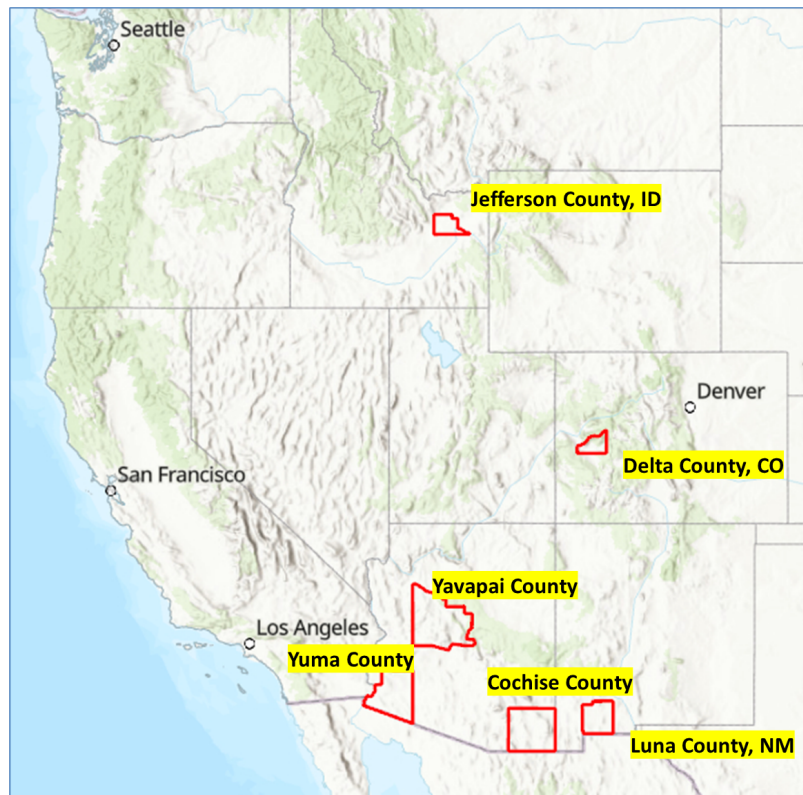 Seattle
Jefferson County, ID
Denver
Delta County, CO
San Francisco
Yavapai County
Los Angeles
Yuma County
Cochise County
Luna County, NM